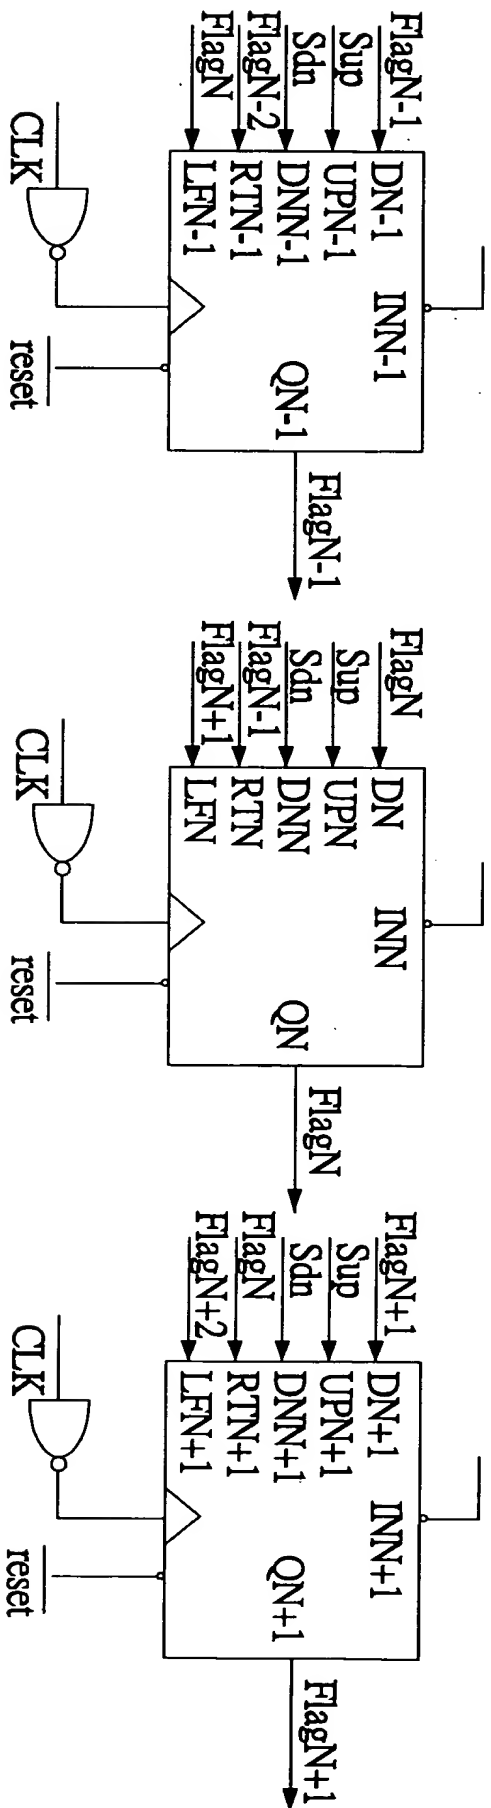 FlagN-1
Sup
Sdn
FlagN-2
FlagN
DN-1
UPN-1
DNN-1
RTN-1
LFN-1
INN-1
QN-1
FlagN-1
CLK
reset
FlagN
Sup
Sdn
FlagN-1
FlagN+1
DN
UPN
DNN
RTN
LFN
INN
QN
FlagN
CLK
reset
FlagN+1
Sup
Sdn
FlagN
FlagN+2
DN+1
UPN+1
DNN+1
RTN+1
LFN+1
INN+1
QN+1
FlagN+1
CLK
reset